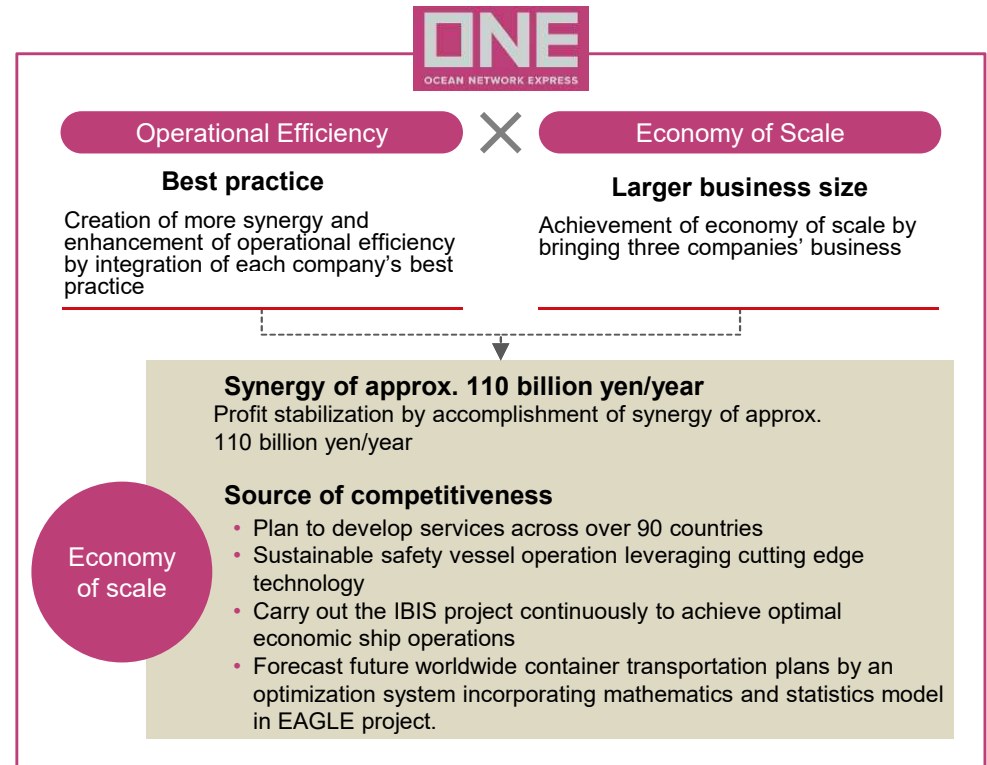 ONE
OCEAN NETWORK EXPRESS
Operational Efficiency
Economy of Scale
Best practice
Creation of more synergy and
enhancement of operational efficiency
by integration of each company's best
practice
Larger business size
Achievement of economy of scale by
bringing three companies' business
Synergy of approx. 110 billion yen/year
Profit stabilization by accomplishment of synergy of approx.
110 billion yen/year
Source of competitiveness
• Plan to develop services across over 90 countries
• Sustainable safety vessel operation leveraging cutting edge
technology
• Carry out the IBIS project continuously to achieve optimal
economic ship operations
• Forecast future worldwide container transportation plans by an
optimization system incorporating mathematics and statistics model
in EAGLE project.
Economy
of scale